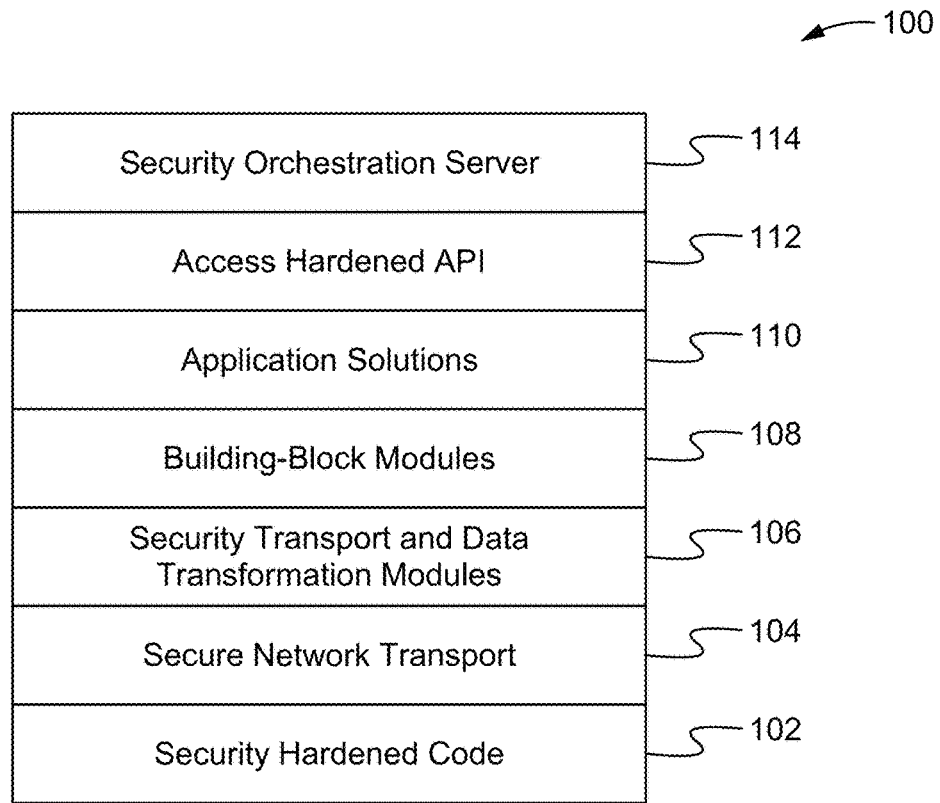 100
Security Orchestration Server 114
Access Hardened API 112
Application Solutions 110
Building-Block Modules 108
Security Transport and Data
Transformation Modules 106
Secure Network Transport 104
Security Hardened Code 102